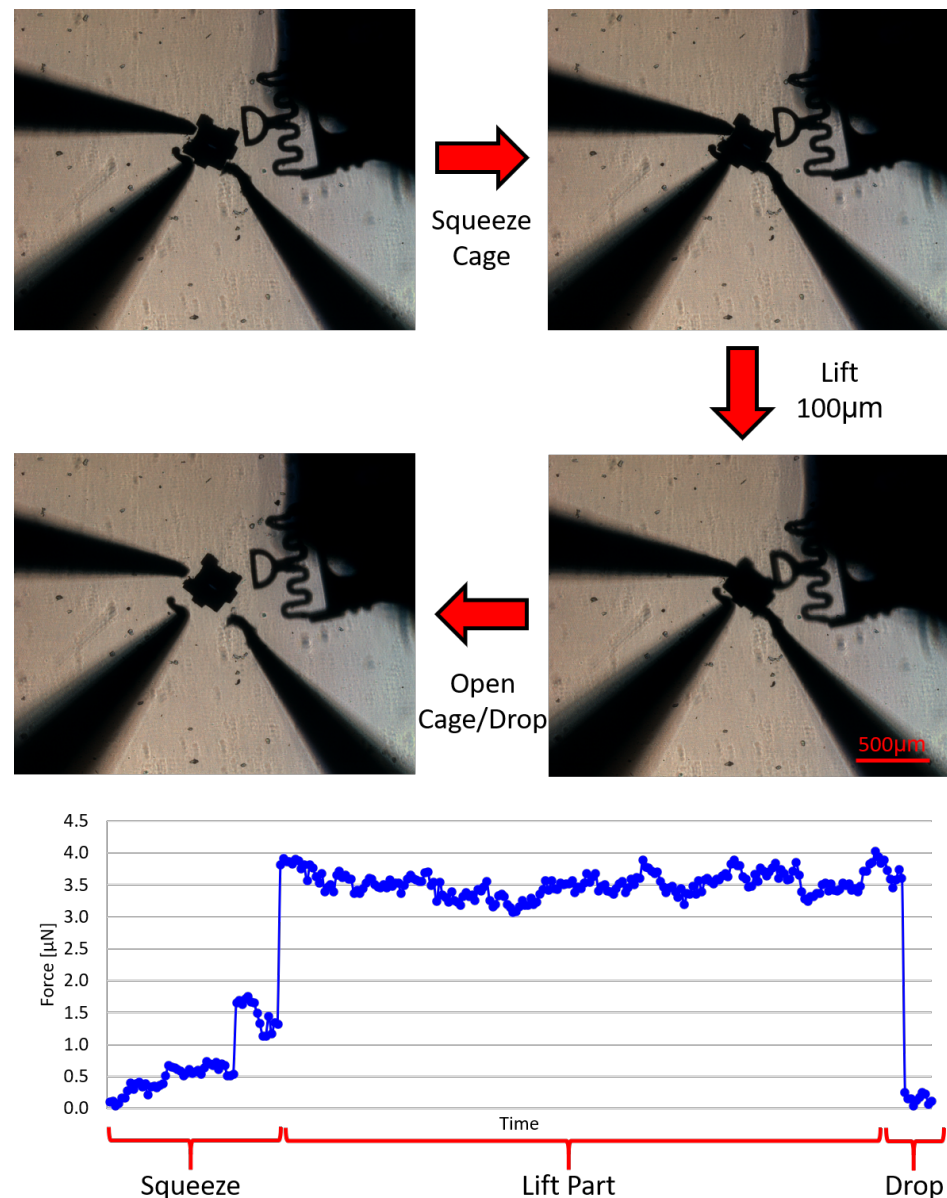 Squeeze
Cage
Lift
100µm
Open
Cage/Drop
500µm
4.5
4.0
3.5
3.0
2.5
2.0
1.5
1.0
0.5
0.0
Force [µN]
Time
Squeeze
Lift Part
Drop